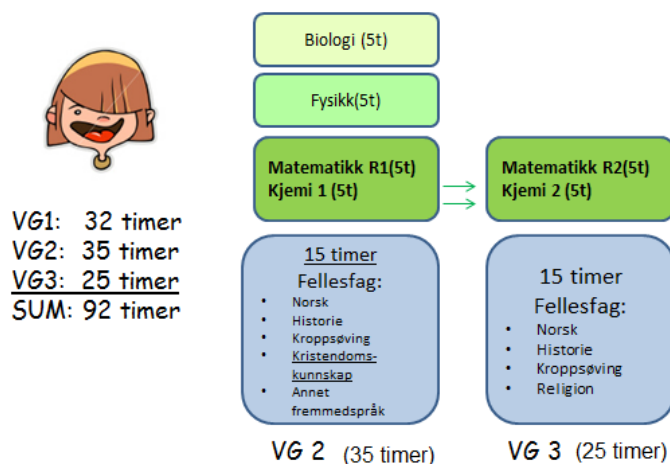 VG1: 32 timer
VG2: 35 timer
VG3: 25 timer
SUM: 92 timer
Biologi (5t)
Fysikk(5t)
Matematikk R1(5t)
Kjemi 1 (5t)
15 timer
Fellesfag:
• Norsk
• Historie
• Kroppsøving
• Kristendoms-
kunnskap
• Annet
fremmedspråk
VG 2 (35 timer)
Matematikk R2(5t)
Kjemi 2 (5t)
15 timer
Fellesfag:
• Norsk
• Historie
• Kroppsøving
• Religion
VG 3 (25 timer)